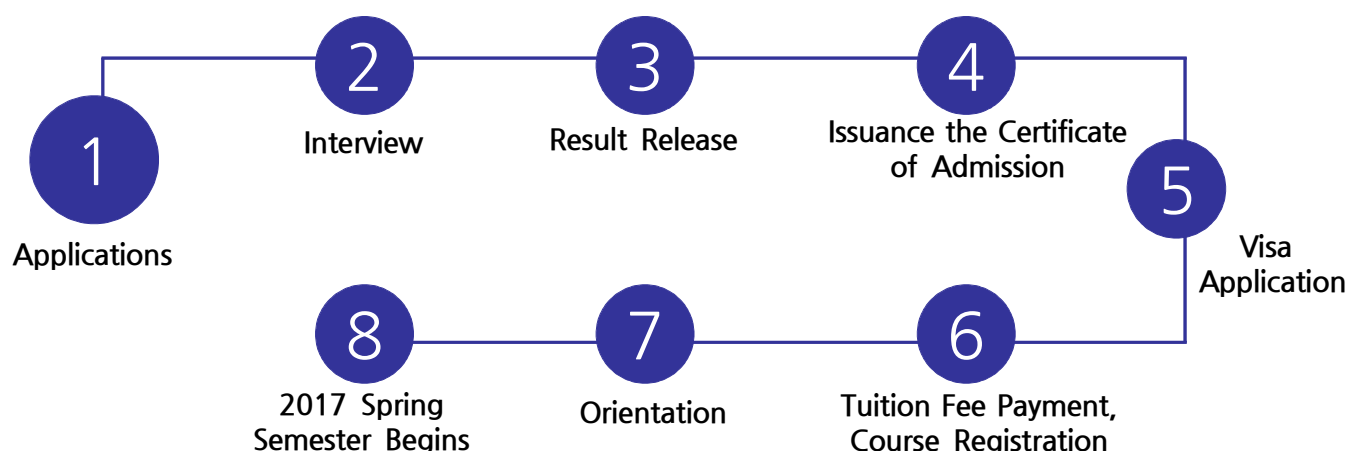 1
Applications
2
Interview
3
Result Release
4
Issuance the Certificate
of Admission
5
Visa
Application
6
Tuition Fee Payment,
Course Registration
7
Orientation
8
2017 Spring
Semester Begins